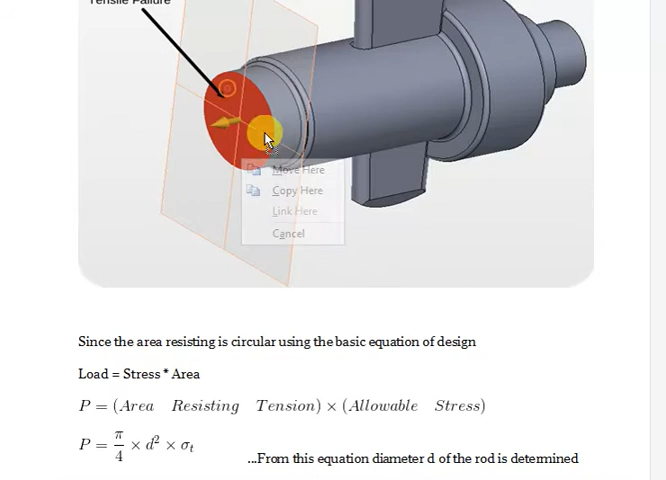 Tensile Failure
Move Here
Copy Here
Link Here
Cancel
Since the area resisting is circular using the basic equation of design
Load = Stress * Area
P = (Area Resisting Tension) × (Allowable Stress)
P = π/4 × d² × σₜ ...From this equation diameter d of the rod is determined